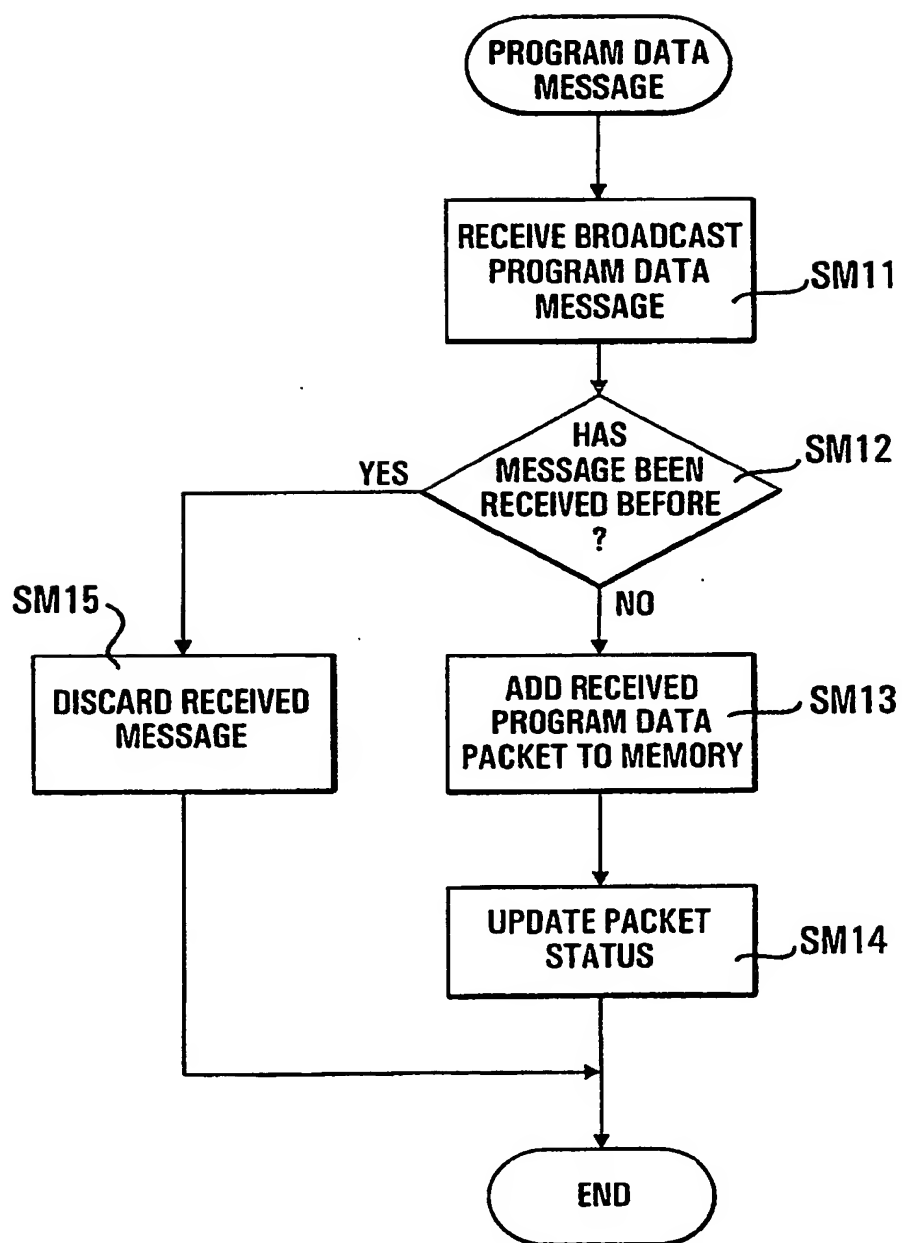 PROGRAM DATA
MESSAGE
RECEIVE BROADCAST
PROGRAM DATA
MESSAGE
SM11
HAS
MESSAGE BEEN
RECEIVED BEFORE
?
SM12
YES
NO
SM15
DISCARD RECEIVED
MESSAGE
ADD RECEIVED
PROGRAM DATA
PACKET TO MEMORY
SM13
UPDATE PACKET
STATUS
SM14
END